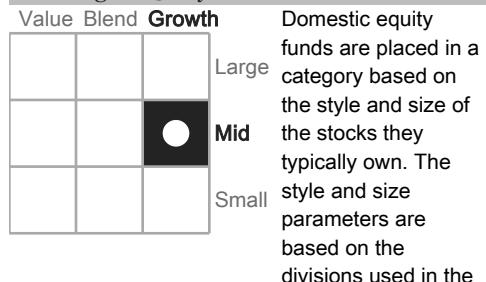 Value Blend Growth
Large
Mid
Small
Domestic equity
funds are placed in a
category based on
the style and size of
the stocks they
typically own. The
style and size
parameters are
based on the
divisions used in the